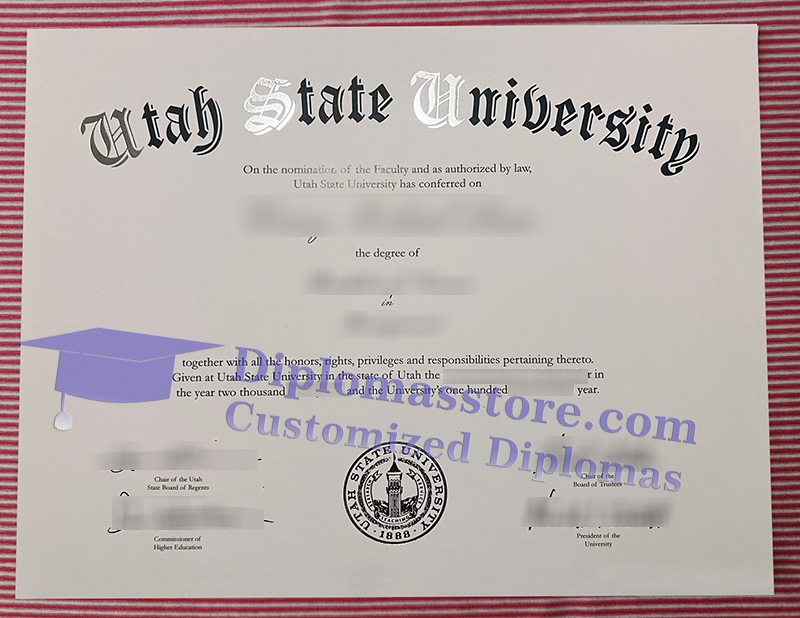 Utah State University
On the nomination of the Faculty and as authorized by law,
Utah State University has conferred on
the degree of
in
together with all the honors, rights, privileges and responsibilities pertaining thereto.
Given at Utah State University in the state of Utah the r in
the year two thousand and the University's one hundred year.
Diplomasstore.com
Customized Diplomas
Chair of the Utah
State Board of Regents
Chair of the
Board of Trustees
UTAH STATE UNIVERSITY
· 1888 ·
Commissioner of
Higher Education
President of the
University